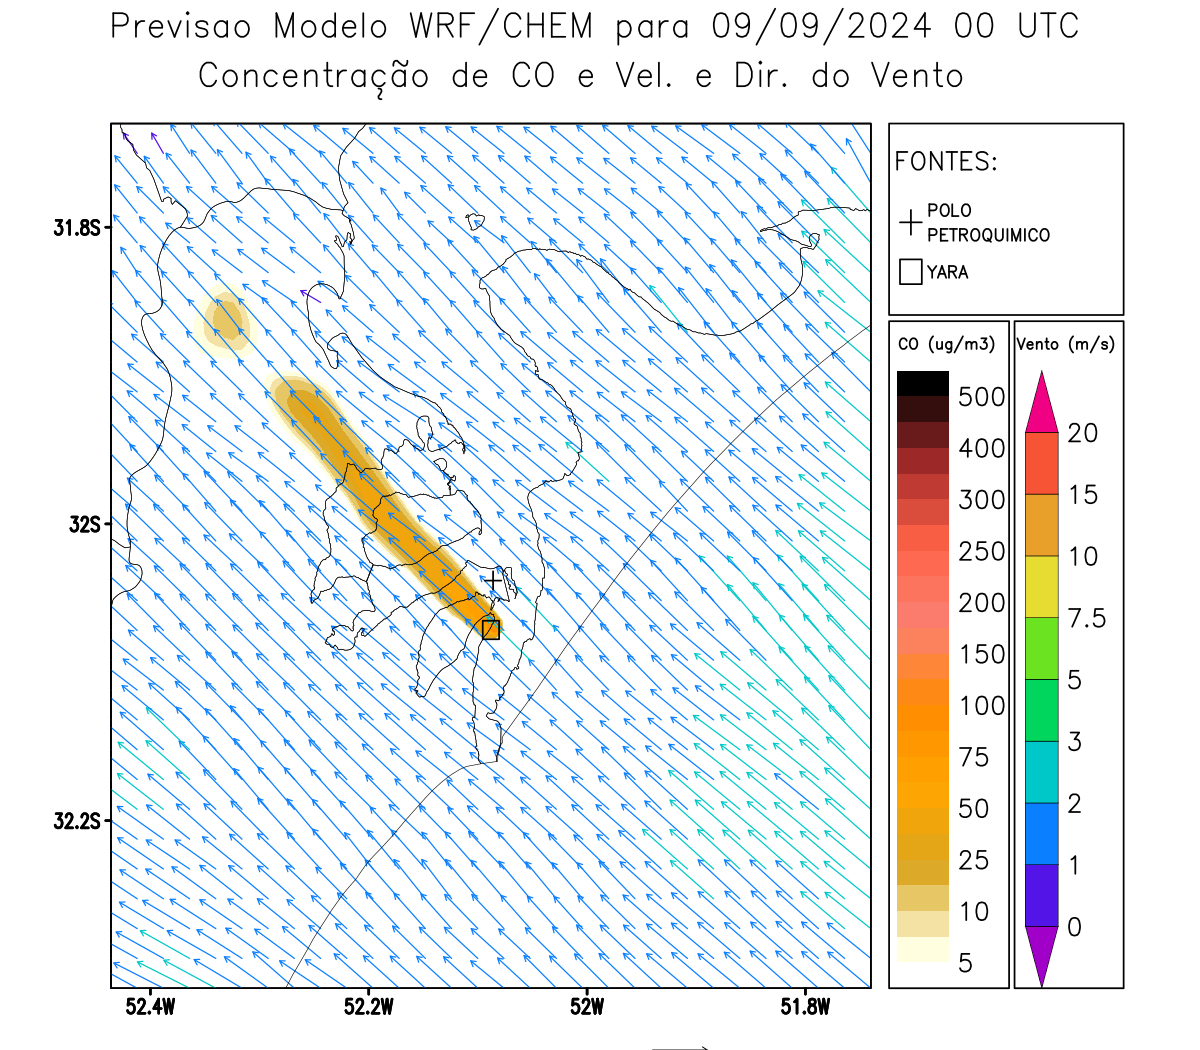 Previsao Modelo WRF/CHEM para 09/09/2024 00 UTC
Concentração de CO e Vel. e Dir. do Vento
FONTES:
POLO
PETROQUIMICO
YARA
CO (ug/m3)
500
400
300
250
200
150
100
75
50
25
10
5
Vento (m/s)
20
15
10
7.5
5
3
2
1
0
31.8S
32S
32.2S
52.4W
52.2W
52W
51.8W